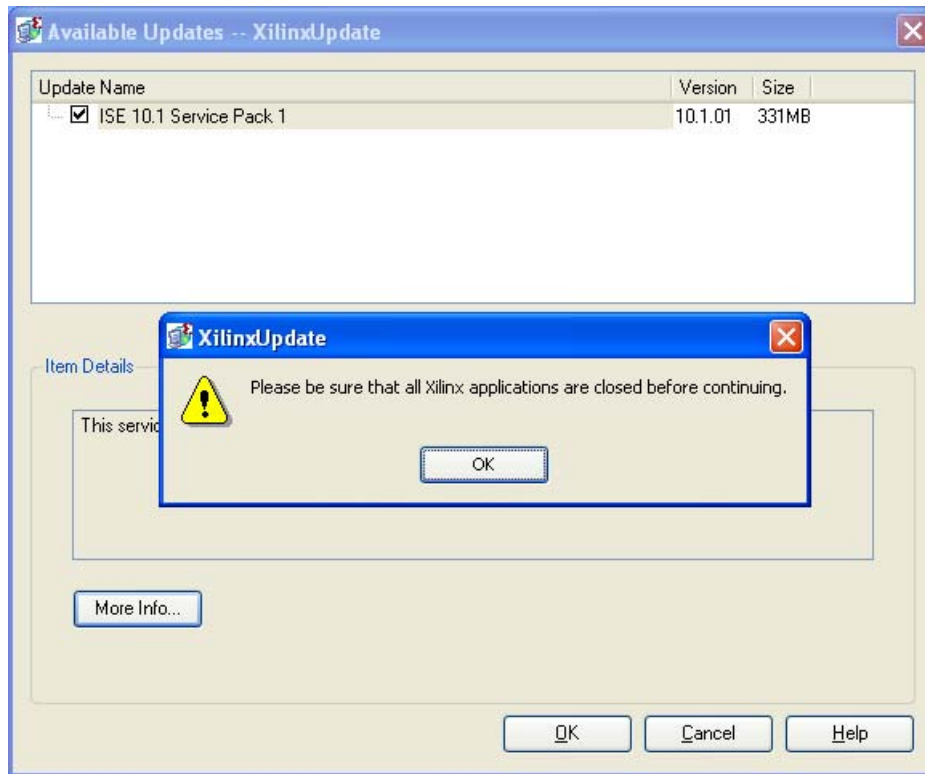 Available Updates -- XilinxUpdate
Update Name Version Size
ISE 10.1 Service Pack 1 10.1.01 331MB
XilinxUpdate
Item Details
Please be sure that all Xilinx applications are closed before continuing.
This servic
OK
More Info...
OK Cancel Help